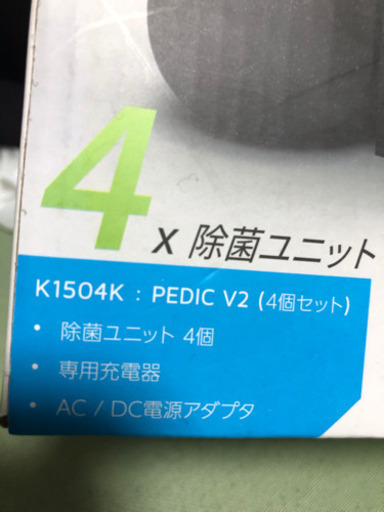 4 x 除菌ユニット
K1504K : PEDIC V2 (4個セット)
・ 除菌ユニット 4個
・ 専用充電器
・ AC / DC電源アダプタ